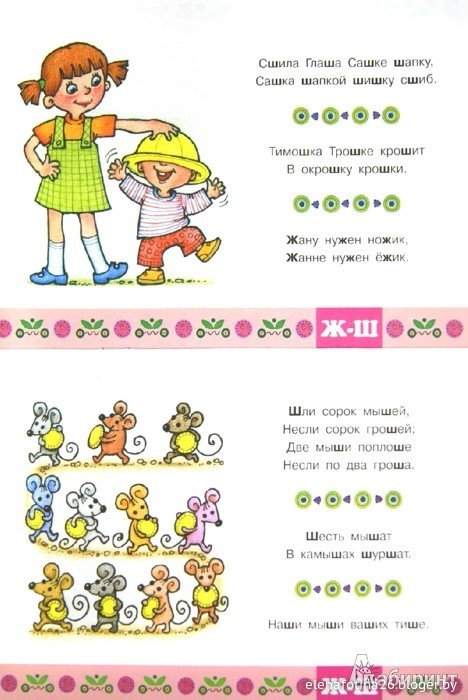 Сшила Глаша Сашке шапку,
Сашка шапкой шишку сшиб.
Тимошка Трошке крошит
В окрошку крошки.
Жану нужен ножик,
Жанне нужен ёжик.
Ж-Ш
Шли сорок мышей,
Несли сорок грошей;
Две мыши поплоше
Несли по два гроша.
Шесть мышат
В камышах шуршат.
Наши мыши ваших тише.
Ж-Ш
Лабиринт